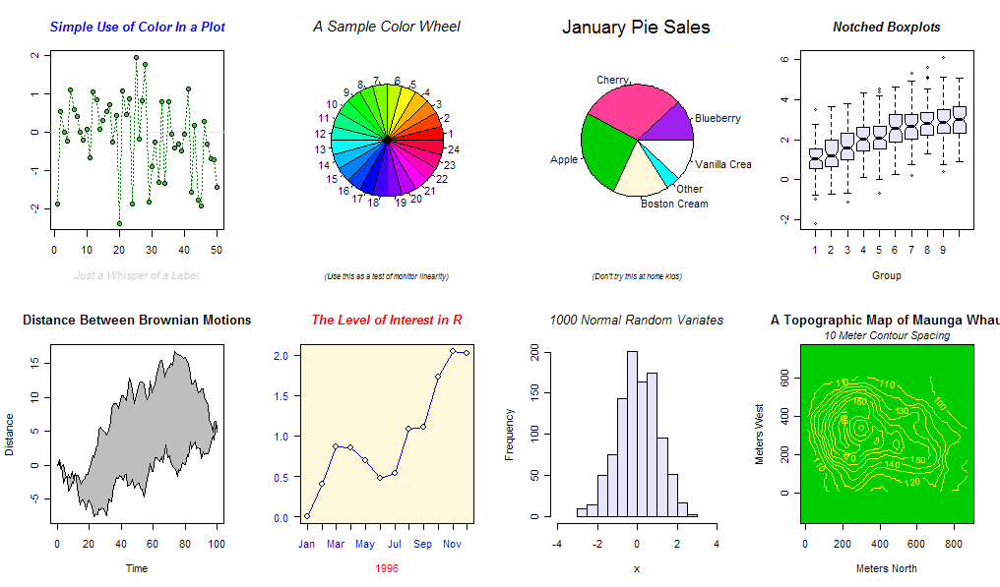 Simple Use of Color In a Plot
2
1
0
-1
-2
0 10 20 30 40 50
Just a Whisper of a Label
A Sample Color Wheel
1
2
3
4
5
6
7
8
9
10
11
12
13
14
15
16
17
18
19
20
21
22
23
24
(Use this as a test of monitor linearity)
January Pie Sales
Cherry
Blueberry
Apple
Vanilla Crea
Other
Boston Cream
(Don't try this at home kids)
Notched Boxplots
6
4
2
0
-2
1 2 3 4 5 6 7 8 9
Group
Distance Between Brownian Motions
Distance
15
10
5
0
-5
0 20 40 60 80 100
Time
The Level of Interest in R
2.0
1.5
1.0
0.5
0.0
Jan Mar May Jul Sep Nov
1996
1000 Normal Random Variates
Frequency
200
150
100
50
0
-4 -2 0 2 4
x
A Topographic Map of Maunga Whau
10 Meter Contour Spacing
Meters West
600
400
200
0
110
110
100
160
130
150
140
120
0 200 400 600 800
Meters North